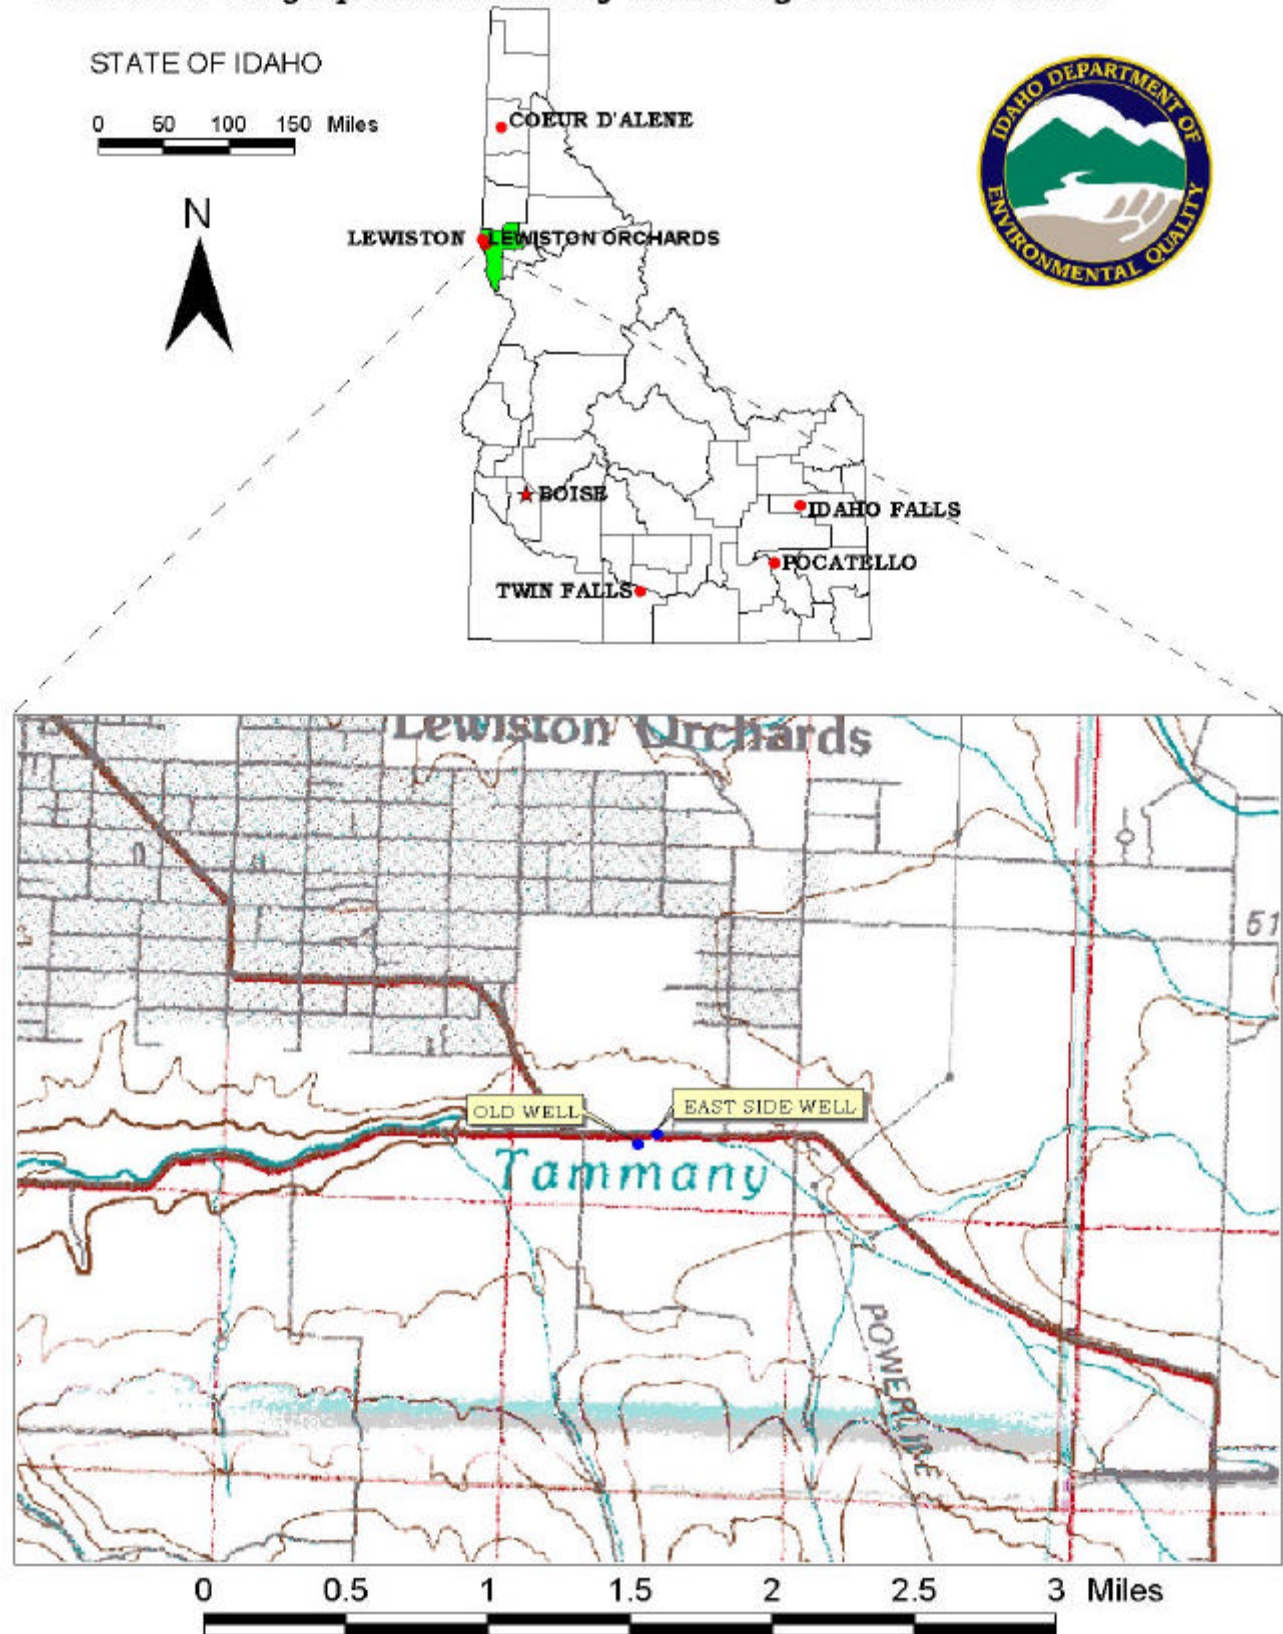 STATE OF IDAHO
0 50 100 150 Miles
N
COEUR D'ALENE
LEWISTON
LEWISTON ORCHARDS
BOISE
IDAHO FALLS
POCATELLO
TWIN FALLS
IDAHO DEPARTMENT OF
ENVIRONMENTAL QUALITY
Lewiston Orchards
51
OLD WELL
EAST SIDE WELL
Tammany
POWERLINE
0 0.5 1 1.5 2 2.5 3 Miles